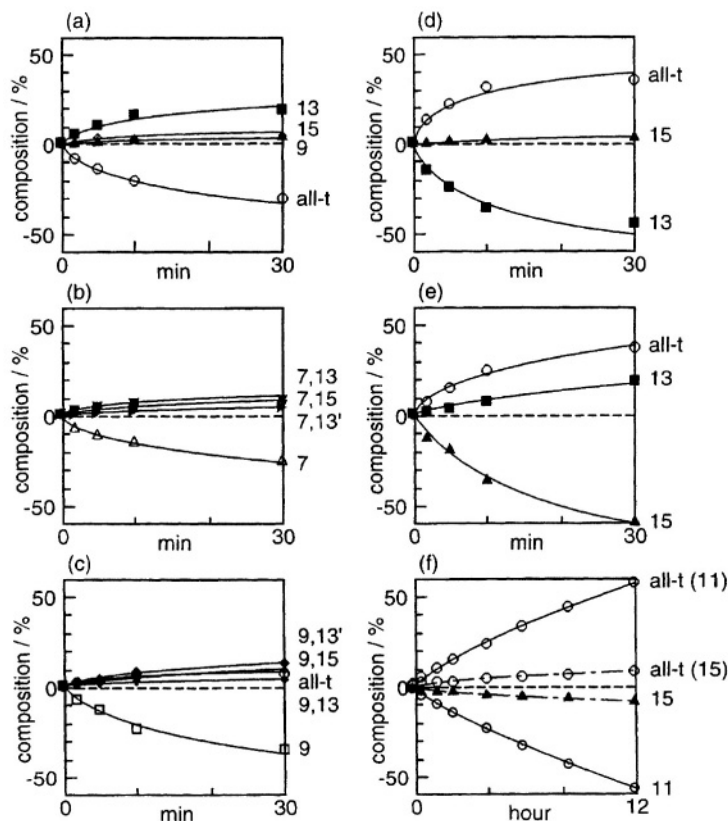 (a)
composition / %
50
0
-50
13
15
9
all-t
0
min
30
(b)
composition / %
50
0
-50
7,13
7,15
7,13'
7
0
min
30
(c)
composition / %
50
0
-50
9,13'
9,15
all-t
9,13
9
0
min
30
(d)
composition / %
50
0
-50
all-t
15
13
0
min
30
(e)
composition / %
50
0
-50
all-t
13
15
0
min
30
(f)
composition / %
50
0
-50
all-t (11)
all-t (15)
15
11
0
hour
12